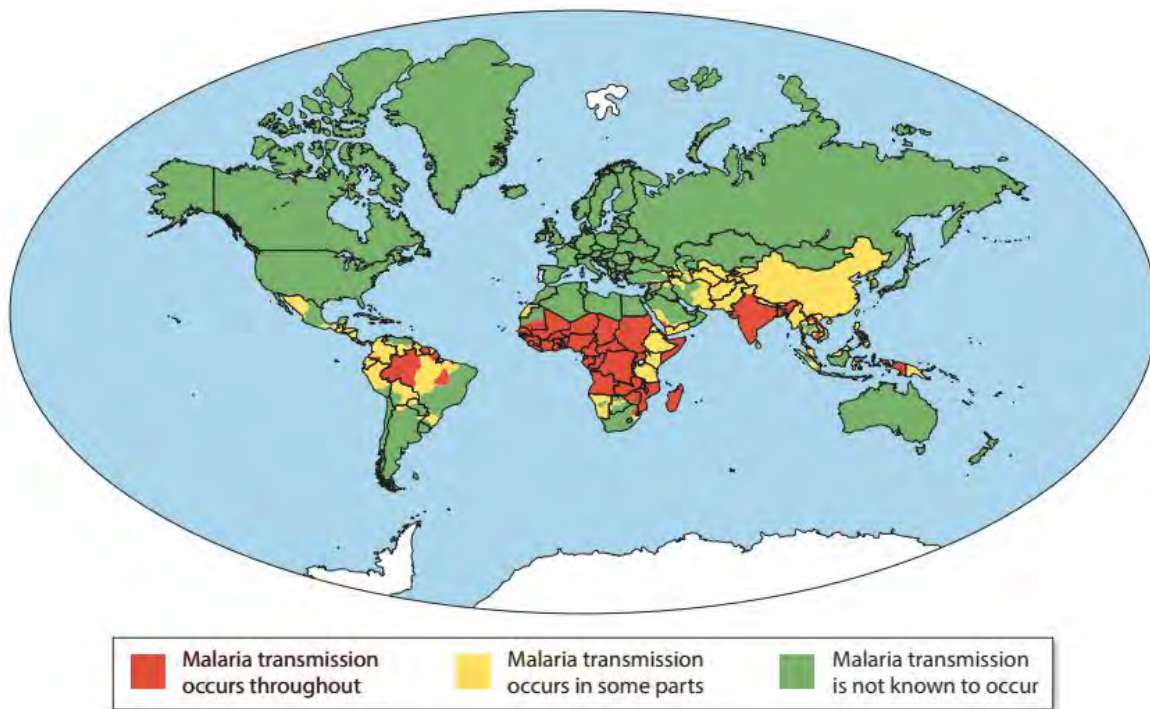 Malaria transmission
occurs throughout
Malaria transmission
occurs in some parts
Malaria transmission
is not known to occur